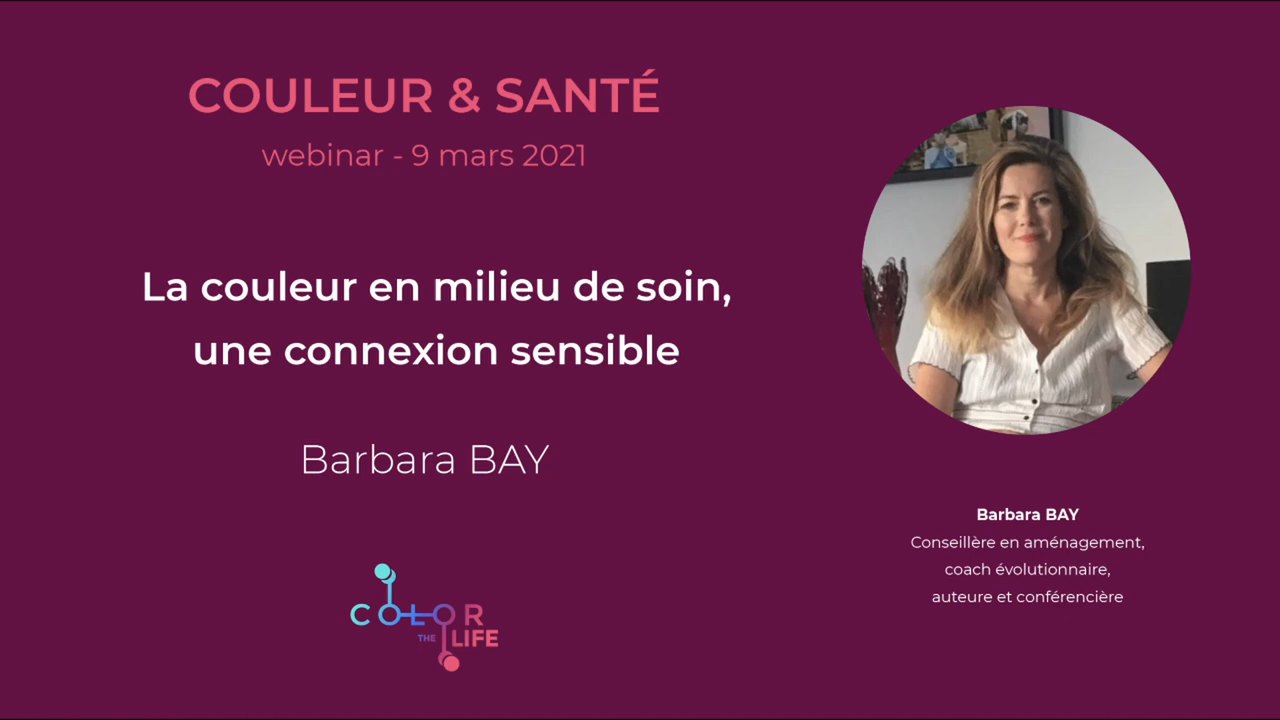 COULEUR & SANTÉ
webinar - 9 mars 2021
La couleur en milieu de soin,
une connexion sensible
Barbara BAY
COLOR
THE LIFE
Barbara BAY
Conseillère en aménagement,
coach évolutionnaire,
auteure et conférencière